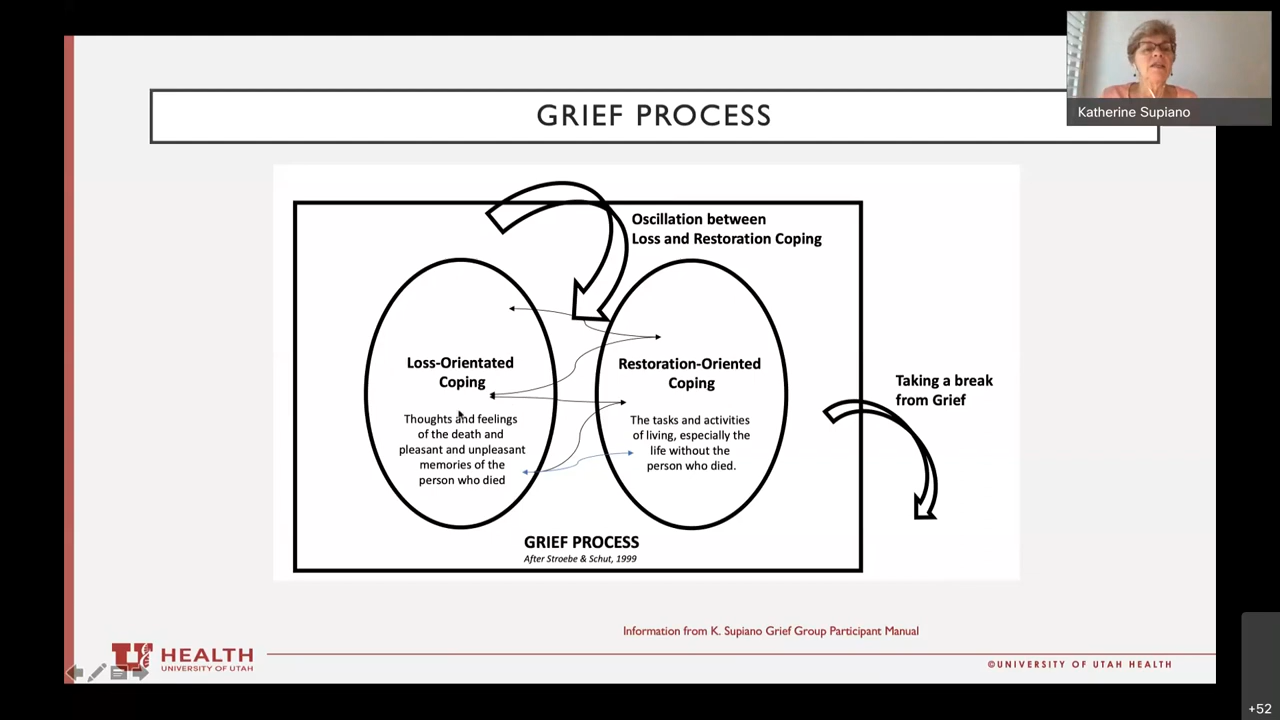 GRIEF PROCESS
Katherine Supiano
Oscillation between
Loss and Restoration Coping
Loss-Orientated
Coping
Thoughts and feelings
of the death and
pleasant and unpleasant
memories of the
person who died
Restoration-Oriented
Coping
The tasks and activities
of living, especially the
life without the
person who died.
Taking a break
from Grief
GRIEF PROCESS
After Stroebe & Schut, 1999
Information from K. Supiano Grief Group Participant Manual
U HEALTH
UNIVERSITY OF UTAH
©UNIVERSITY OF UTAH HEALTH
+52